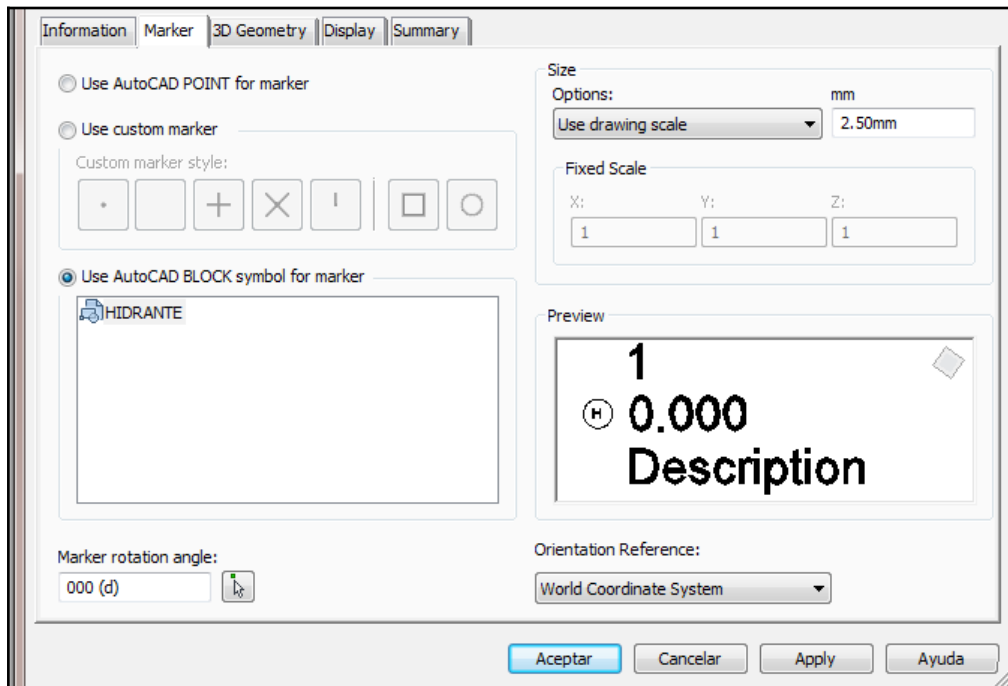 Information Marker 3D Geometry Display Summary
Use AutoCAD POINT for marker
Use custom marker
Custom marker style:
Use AutoCAD BLOCK symbol for marker
HIDRANTE
Marker rotation angle:
000 (d)
Size
Options: mm
Use drawing scale 2.50mm
Fixed Scale
X: Y: Z:
1 1 1
Preview
1
H 0.000
Description
Orientation Reference:
World Coordinate System
Aceptar Cancelar Apply Ayuda